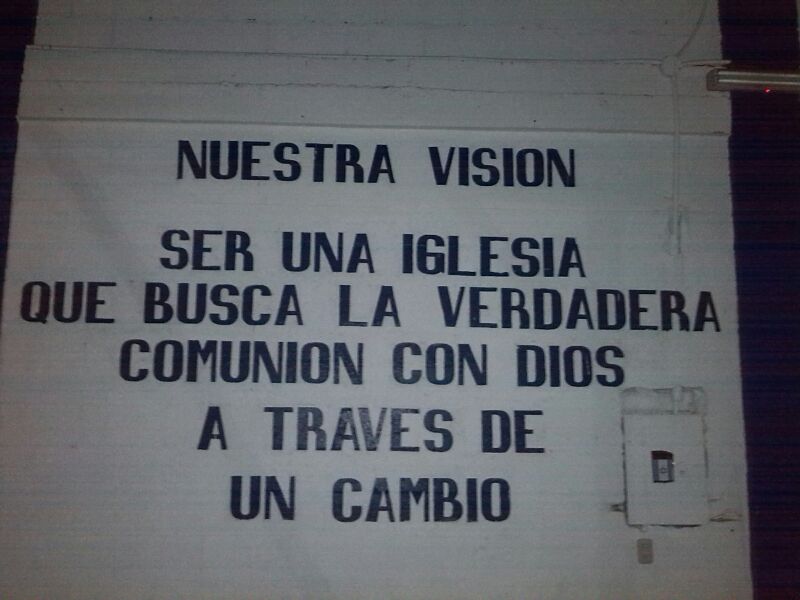 NUESTRA VISION
SER UNA IGLESIA
QUE BUSCA LA VERDADERA
COMUNION CON DIOS
A TRAVES DE
UN CAMBIO